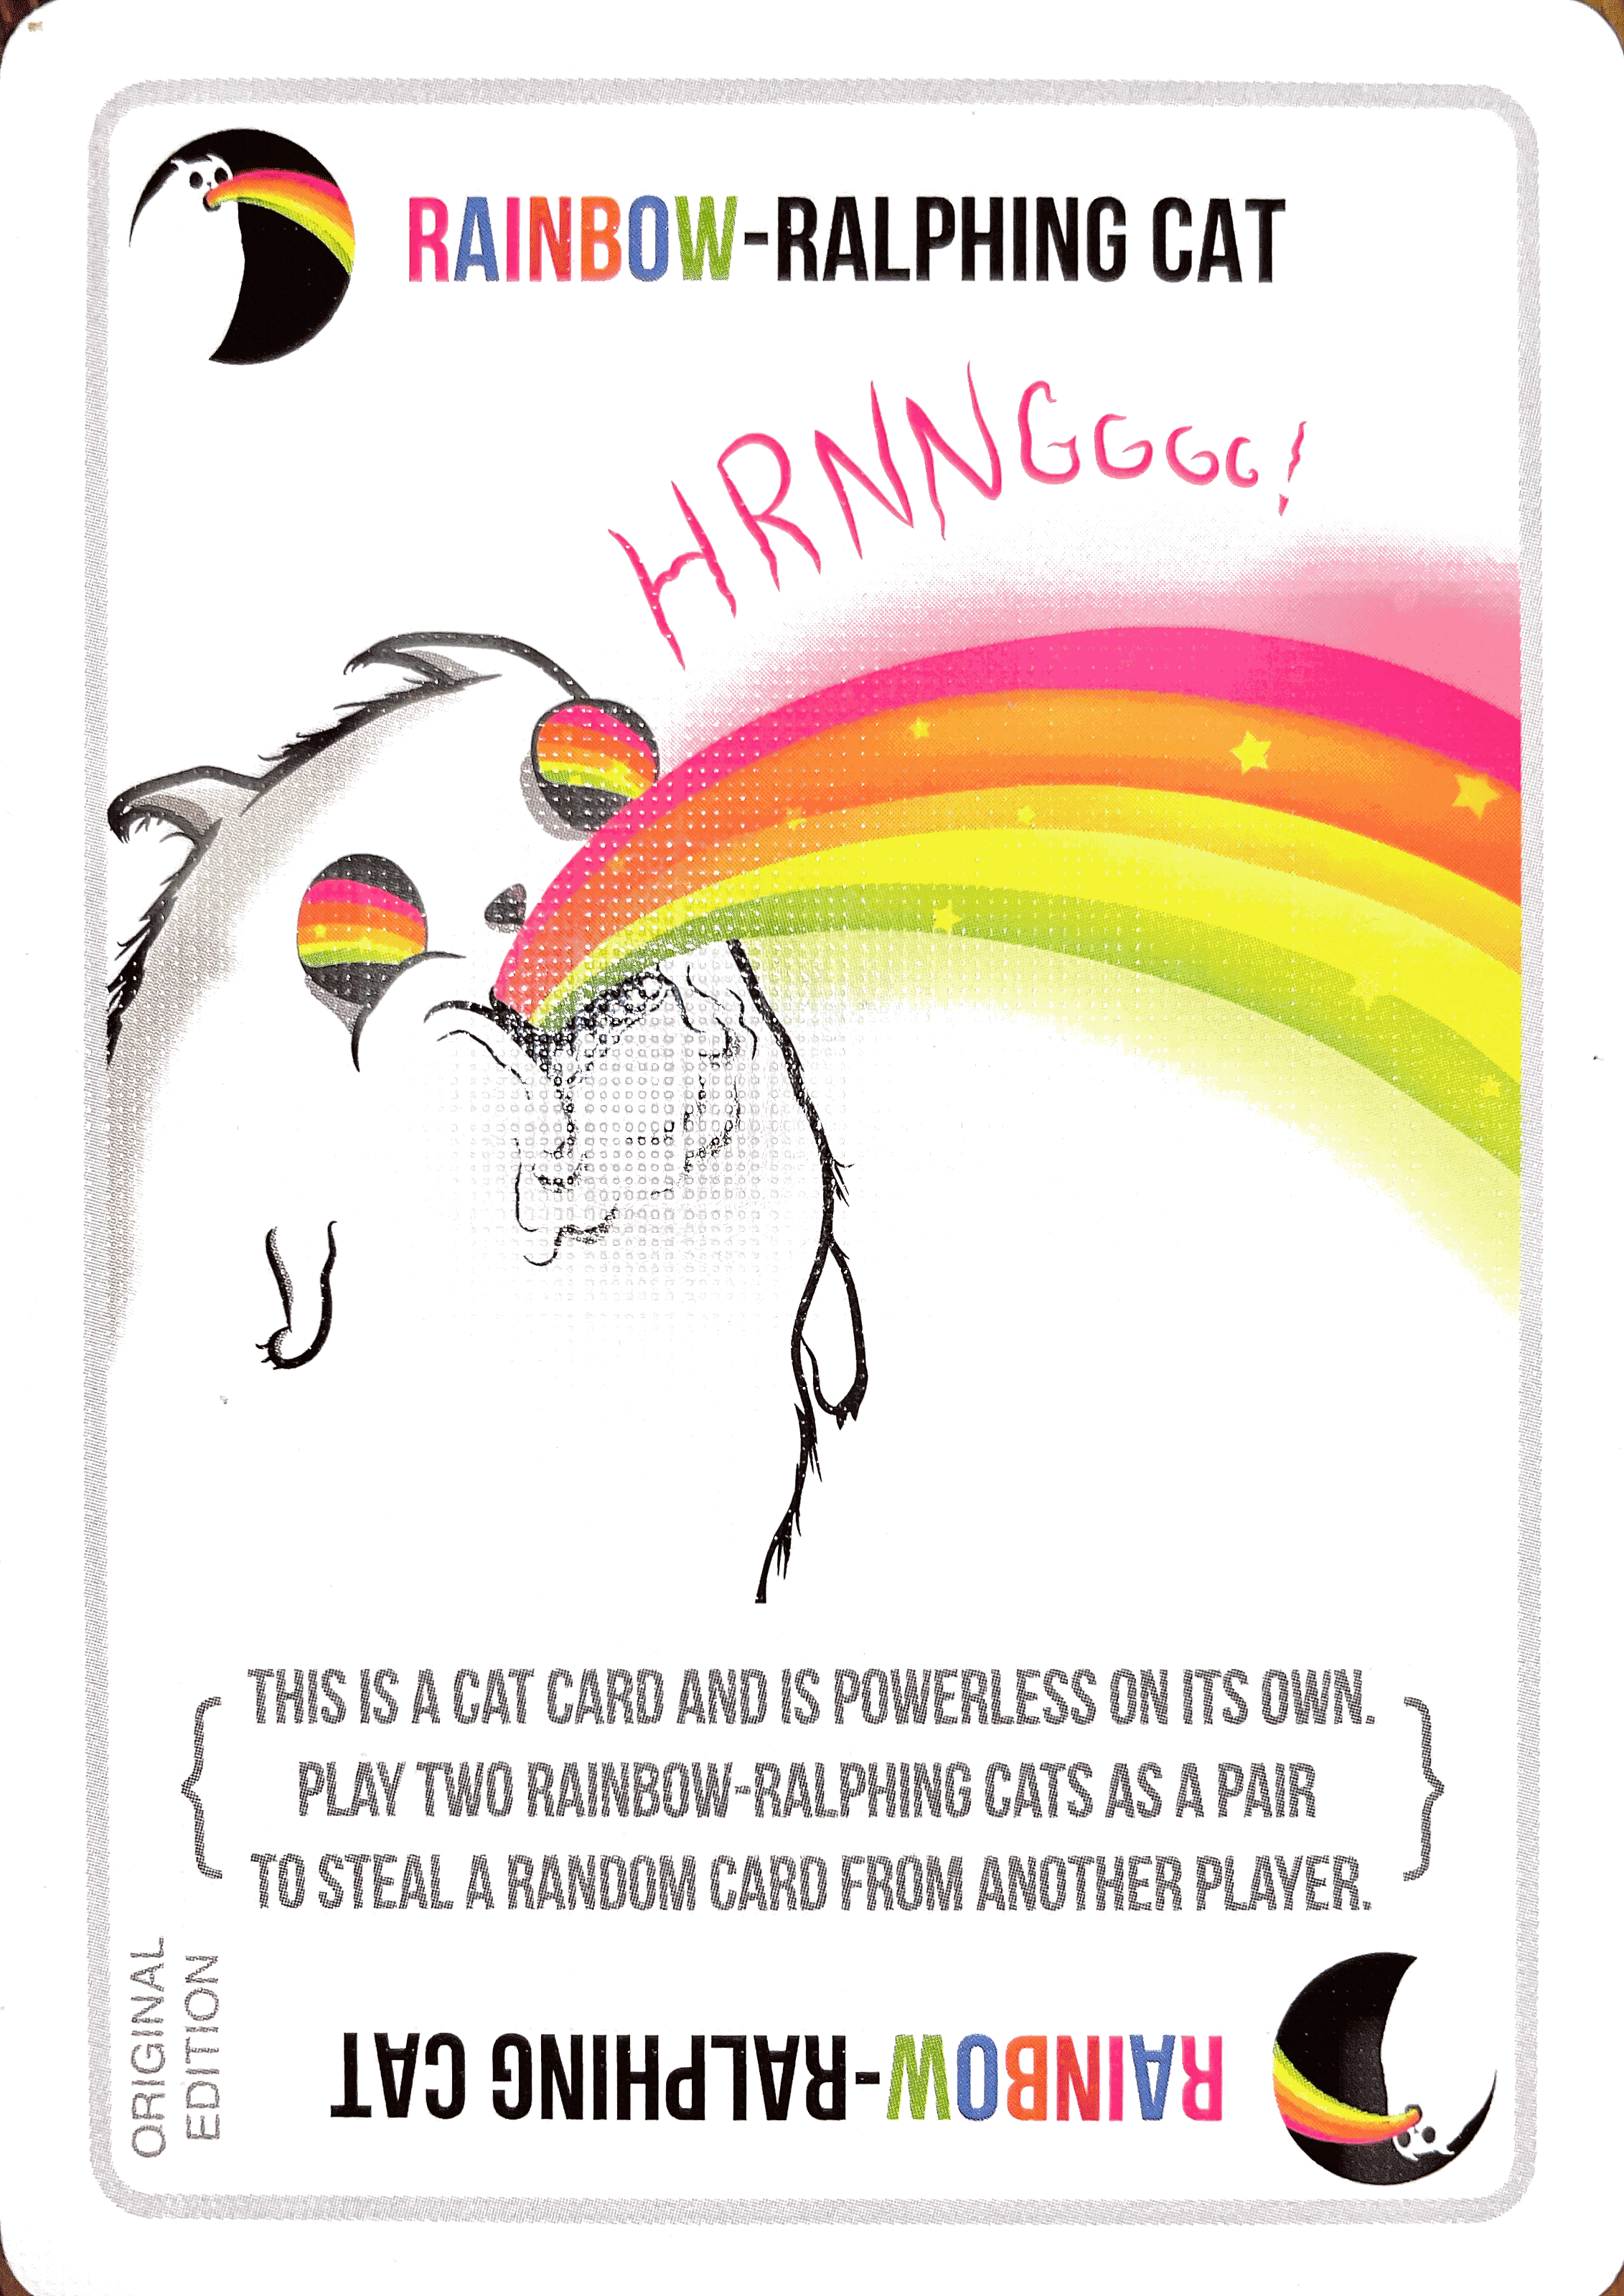 RAINBOW-RALPHING CAT
HRNNGGGG!
THIS IS A CAT CARD AND IS POWERLESS ON ITS OWN.
PLAY TWO RAINBOW-RALPHING CATS AS A PAIR
TO STEAL A RANDOM CARD FROM ANOTHER PLAYER.
ORIGINAL
EDITION
RAINBOW-RALPHING CAT